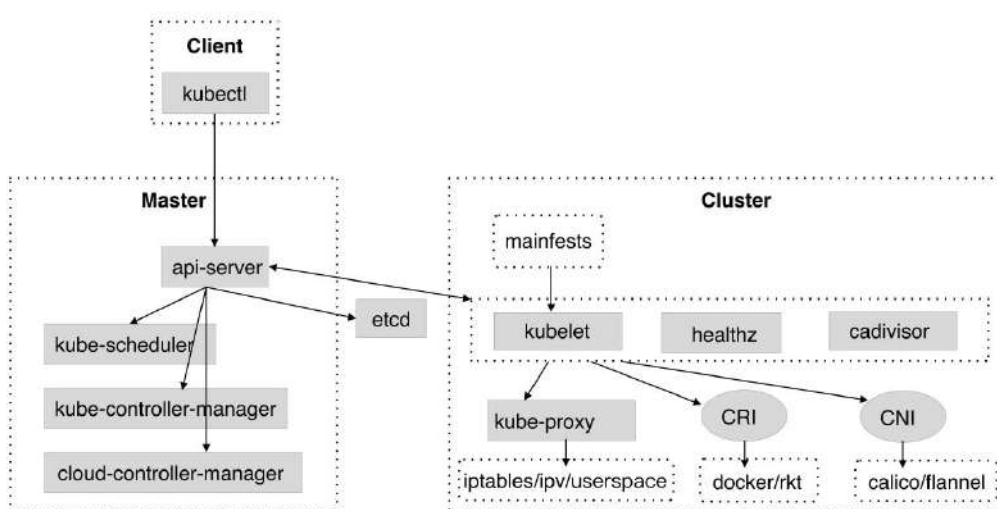 Client
kubectl
Master
Cluster
mainfests
api-server
etcd
kubelet
healthz
cadivisor
kube-scheduler
kube-controller-manager
kube-proxy
CRI
CNI
cloud-controller-manager
iptables/ipv/userspace
docker/rkt
calico/flannel